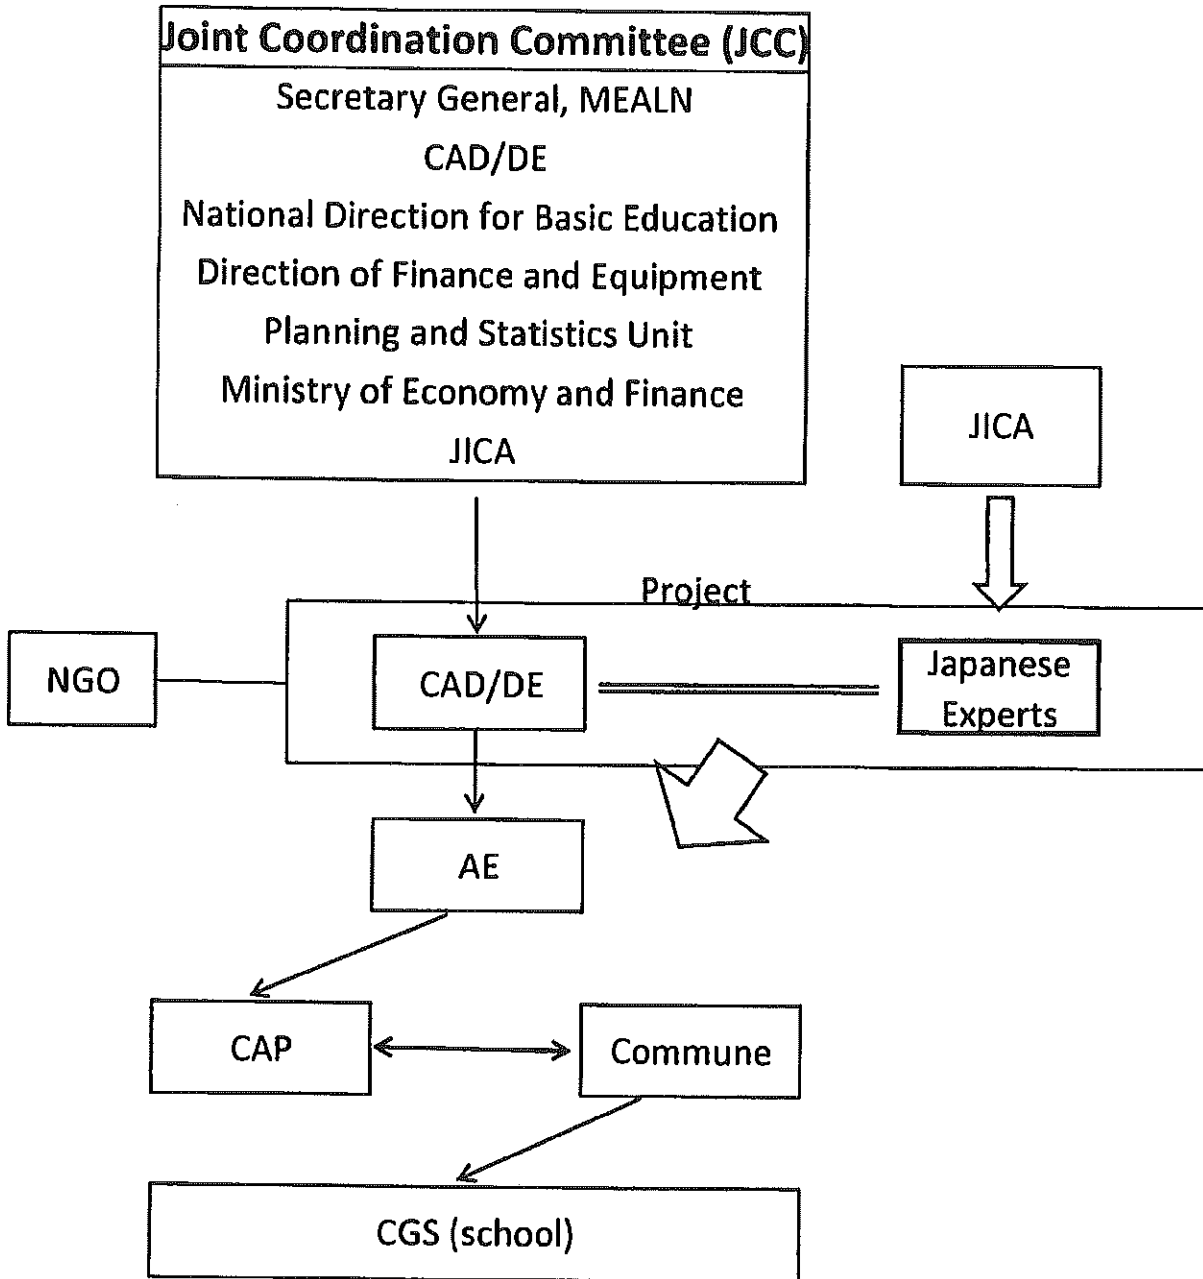 Joint Coordination Committee (JCC)
Secretary General, MEALN
CAD/DE
National Direction for Basic Education
Direction of Finance and Equipment
Planning and Statistics Unit
Ministry of Economy and Finance
JICA
JICA
Project
NGO
CAD/DE
Japanese
Experts
AE
CAP
Commune
CGS (school)